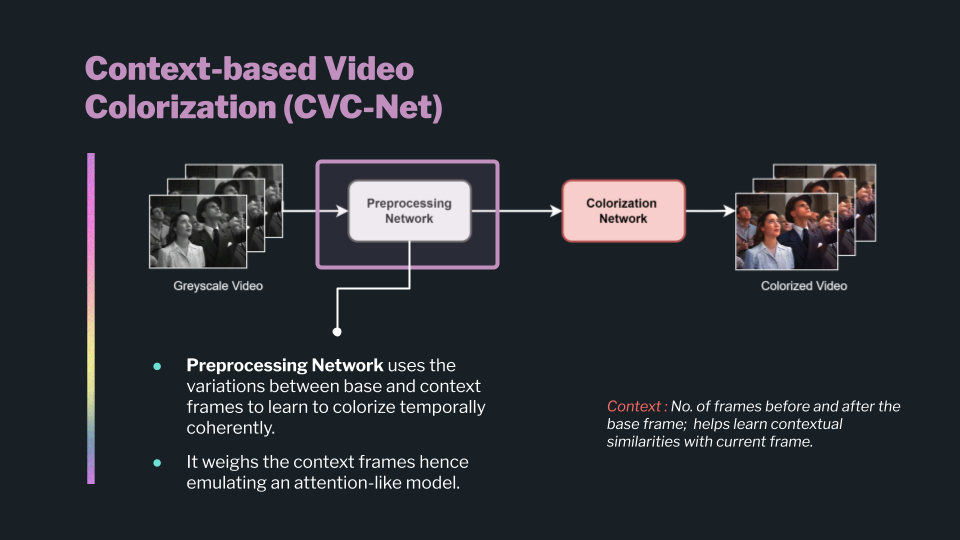 Context-based Video
Colorization (CVC-Net)
Preprocessing
Network
Colorization
Network
Greyscale Video
Colorized Video
● Preprocessing Network uses the
variations between base and context
frames to learn to colorize temporally
coherently.
● It weighs the context frames hence
emulating an attention-like model.
Context : No. of frames before and after the
base frame; helps learn contextual
similarities with current frame.